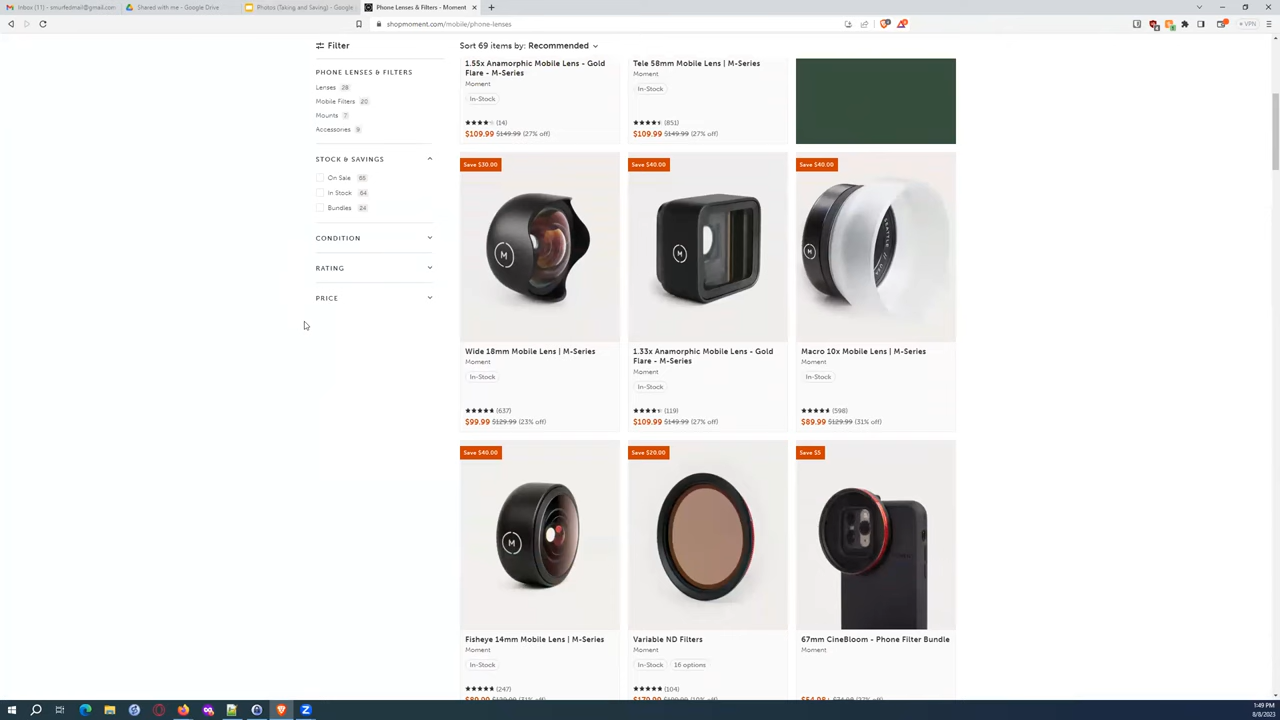 Inbox (11) - smurfedmail@gmail.com
Shared with me - Google Drive
Photos (Taking and Saving) - Google
Phone Lenses & Filters - Moment
shopmoment.com/mobile/phone-lenses
VPN
Filter
Sort 69 items by: Recommended
PHONE LENSES & FILTERS
Lenses 28
Mobile Filters 20
Mounts 7
Accessories 9
STOCK & SAVINGS
On Sale 65
In Stock 64
Bundles 24
CONDITION
RATING
PRICE
1.55x Anamorphic Mobile Lens - Gold
Flare - M-Series
Moment
In-Stock
(14)
$109.99 $149.99 (27% off)
Tele 58mm Mobile Lens | M-Series
Moment
In-Stock
(851)
$109.99 $149.99 (27% off)
Save $30.00
M
Wide 18mm Mobile Lens | M-Series
Moment
In-Stock
(637)
$99.99 $129.99 (23% off)
Save $40.00
M
1.33x Anamorphic Mobile Lens - Gold
Flare - M-Series
Moment
In-Stock
(119)
$109.99 $149.99 (27% off)
Save $40.00
M
SEATTLE
Macro 10x Mobile Lens | M-Series
Moment
In-Stock
(598)
$89.99 $129.99 (31% off)
Save $40.00
M
Fisheye 14mm Mobile Lens | M-Series
Moment
In-Stock
(247)
Save $20.00
Variable ND Filters
Moment
In-Stock 16 options
(104)
Save $5
67mm CineBloom - Phone Filter Bundle
Moment
1:49 PM
8/8/2023